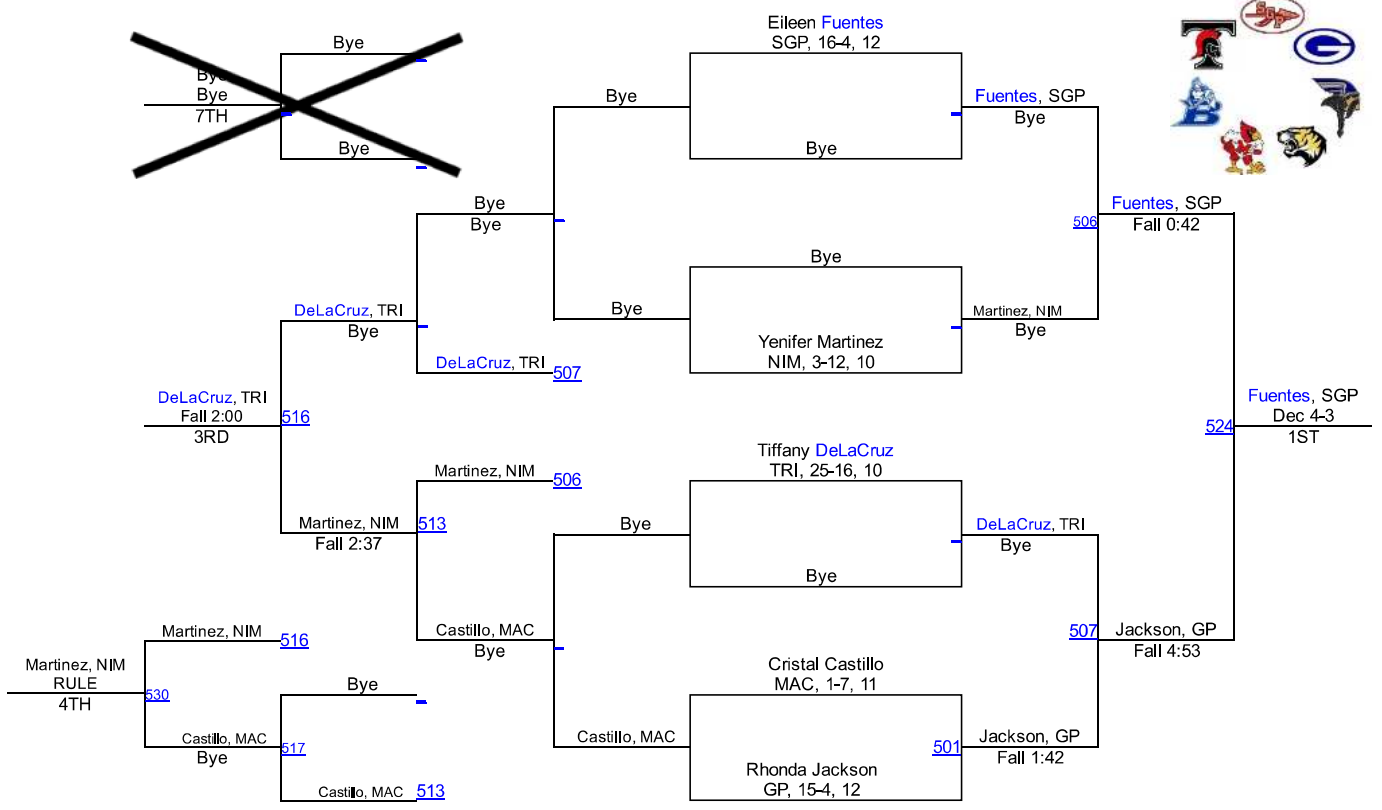 Eileen Fuentes
SGP, 16-4, 12
SGP
T
G
B
Bye
Bye
Bye
7TH
Bye
Bye
Fuentes, SGP
Bye
Bye
Bye
Bye
506
Fuentes, SGP
Fall 0:42
Bye
Bye
Martinez, NIM
Bye
Yenifer Martinez
NIM, 3-12, 10
DeLaCruz, TRI
Bye
DeLaCruz, TRI
507
DeLaCruz, TRI
Fall 2:00
3RD
516
Fuentes, SGP
Dec 4-3
1ST
524
Tiffany DeLaCruz
TRI, 25-16, 10
Martinez, NIM
506
Martinez, NIM
Fall 2:37
513
Bye
DeLaCruz, TRI
Bye
Bye
Castillo, MAC
Bye
507
Jackson, GP
Fall 4:53
Martinez, NIM
516
Martinez, NIM
RULE
4TH
530
Bye
Cristal Castillo
MAC, 1-7, 11
Castillo, MAC
Bye
517
Castillo, MAC
501
Jackson, GP
Fall 1:42
Rhonda Jackson
GP, 15-4, 12
Castillo, MAC
513